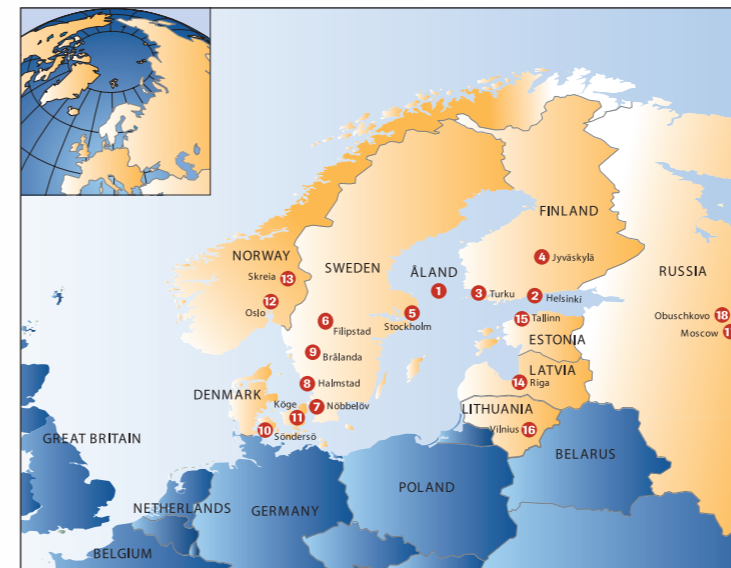 FINLAND
4 Jyväskylä
NORWAY
ÅLAND
RUSSIA
SWEDEN
Skreia 13
1
3 Turku
2 Helsinki
12
Oslo
5
Stockholm
Obuschkovo 18
6
Filipstad
15 Tallinn
Moscow
ESTONIA
9
Brålanda
LATVIA
14
Riga
8 Halmstad
DENMARK
Köge
7 Nöbbelöv
LITHUANIA
11
10
Söndersö
Vilnius 16
GREAT BRITAIN
BELARUS
POLAND
NETHERLANDS
GERMANY
BELGIUM